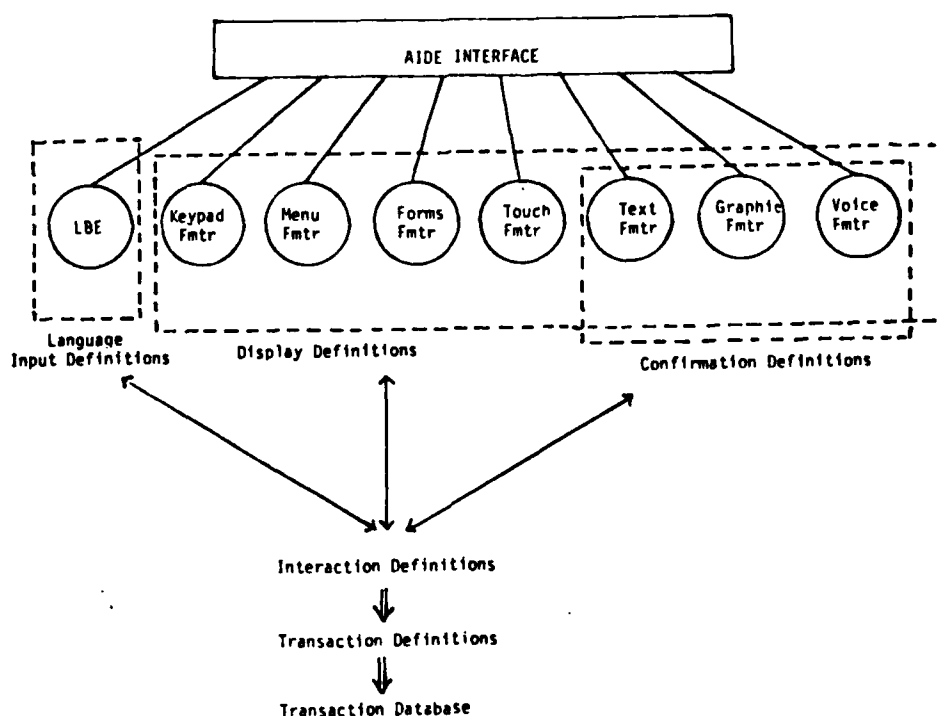 AIDE INTERFACE
LBE
Keypad
Fmtr
Menu
Fmtr
Forms
Fmtr
Touch
Fmtr
Text
Fmtr
Graphic
Fmtr
Voice
Fmtr
Language
Input Definitions
Display Definitions
Confirmation Definitions
Interaction Definitions
Transaction Definitions
Transaction Database